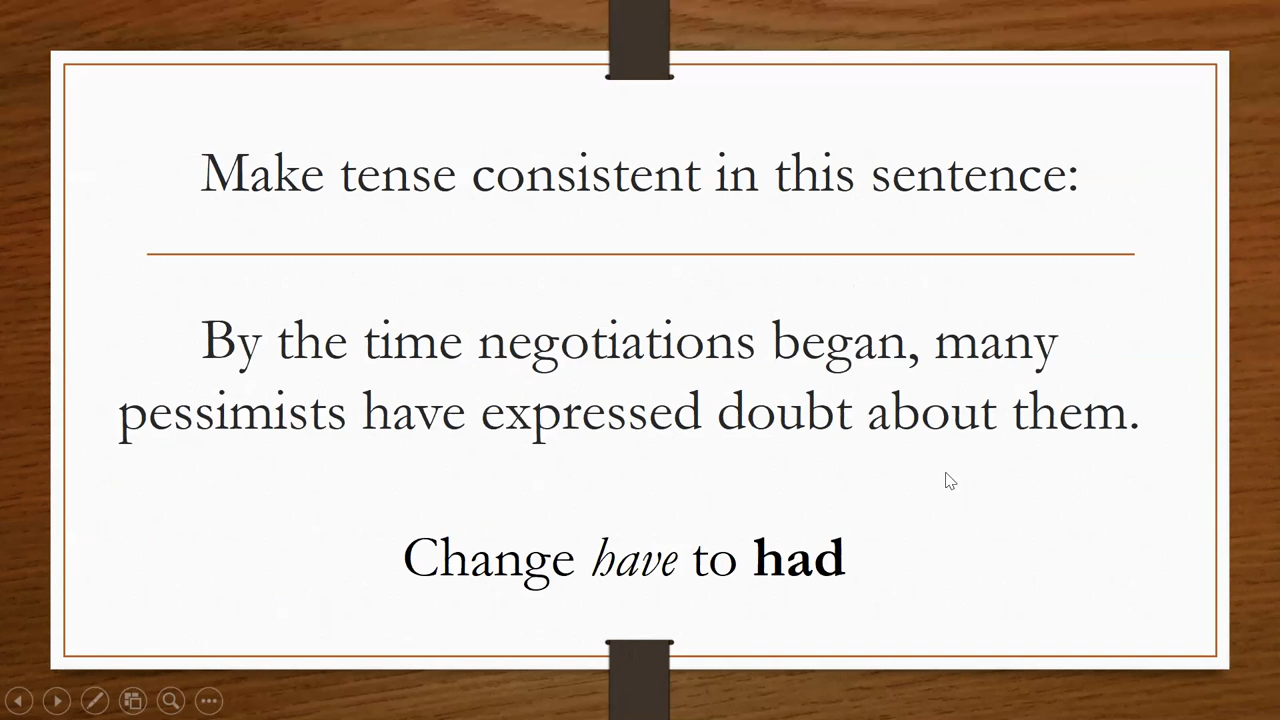 Make tense consistent in this sentence:
By the time negotiations began, many
pessimists have expressed doubt about them.
Change have to had